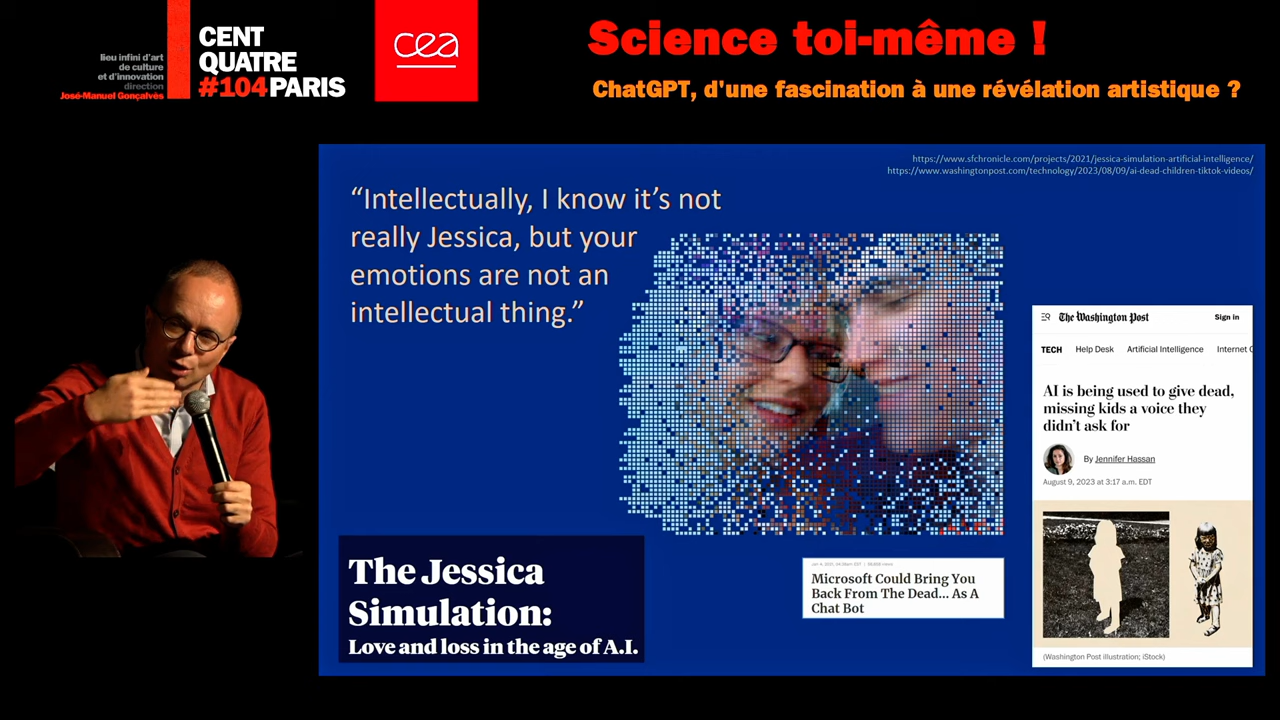 lieu infini d'art
de culture
et d'innovation
direction
José-Manuel Gonçalvès
CENT
QUATRE
#104PARIS
cea
Science toi-même !
ChatGPT, d'une fascination à une révélation artistique ?
https://www.sfchronicle.com/projects/2021/jessica-simulation-artificial-intelligence/
https://www.washingtonpost.com/technology/2023/08/09/ai-dead-children-tiktok-videos/
“Intellectually, I know it’s not
really Jessica, but your
emotions are not an
intellectual thing.”
The Jessica
Simulation:
Love and loss in the age of A.I.
Microsoft Could Bring You
Back From The Dead... As A
Chat Bot
The Washington Post
Sign in
TECH Help Desk Artificial Intelligence Internet C
AI is being used to give dead,
missing kids a voice they
didn’t ask for
By Jennifer Hassan
August 9, 2023 at 3:17 a.m. EDT
(Washington Post illustration; iStock)